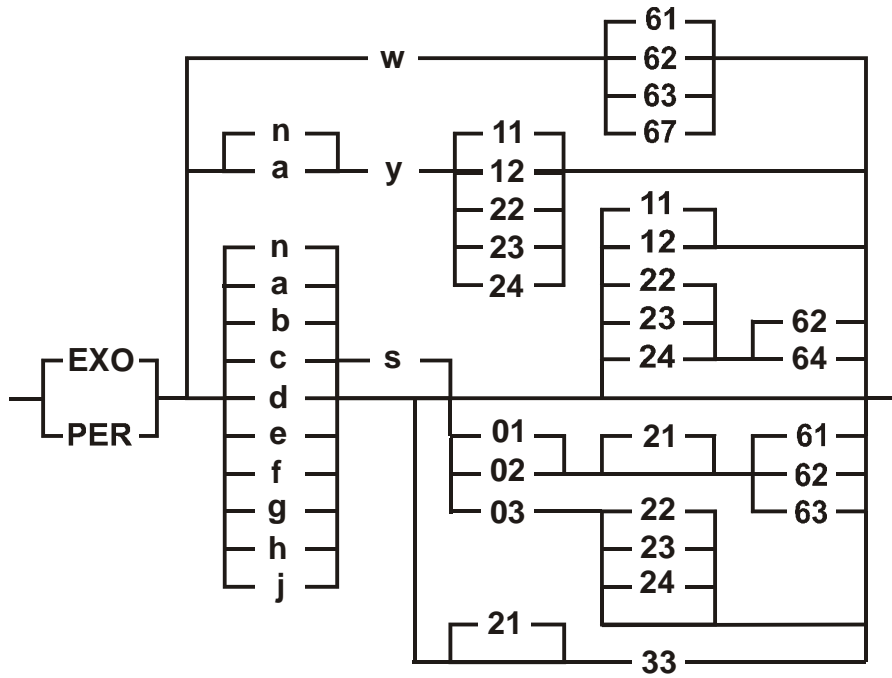 61
w 62
63
n 11 67
a y 12
22 11
n 23 12
a 24 22
b 23 62
EXO c s 24 64
d
PER e 01 21 61
f 02 62
g 03 22 63
h 23
j 24
21
33